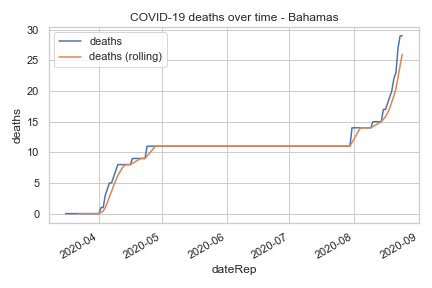 COVID-19 deaths over time - Bahamas
deaths
deaths (rolling)
deaths
30
25
20
15
10
5
0
2020-04
2020-05
2020-06
2020-07
2020-08
2020-09
dateRep